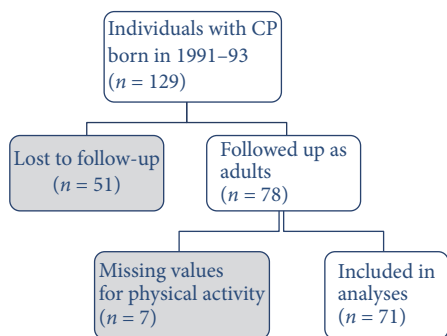 Individuals with CP
born in 1991–93
(n = 129)
Lost to follow-up
(n = 51)
Followed up as
adults
(n = 78)
Missing values
for physical activity
(n = 7)
Included in
analyses
(n = 71)